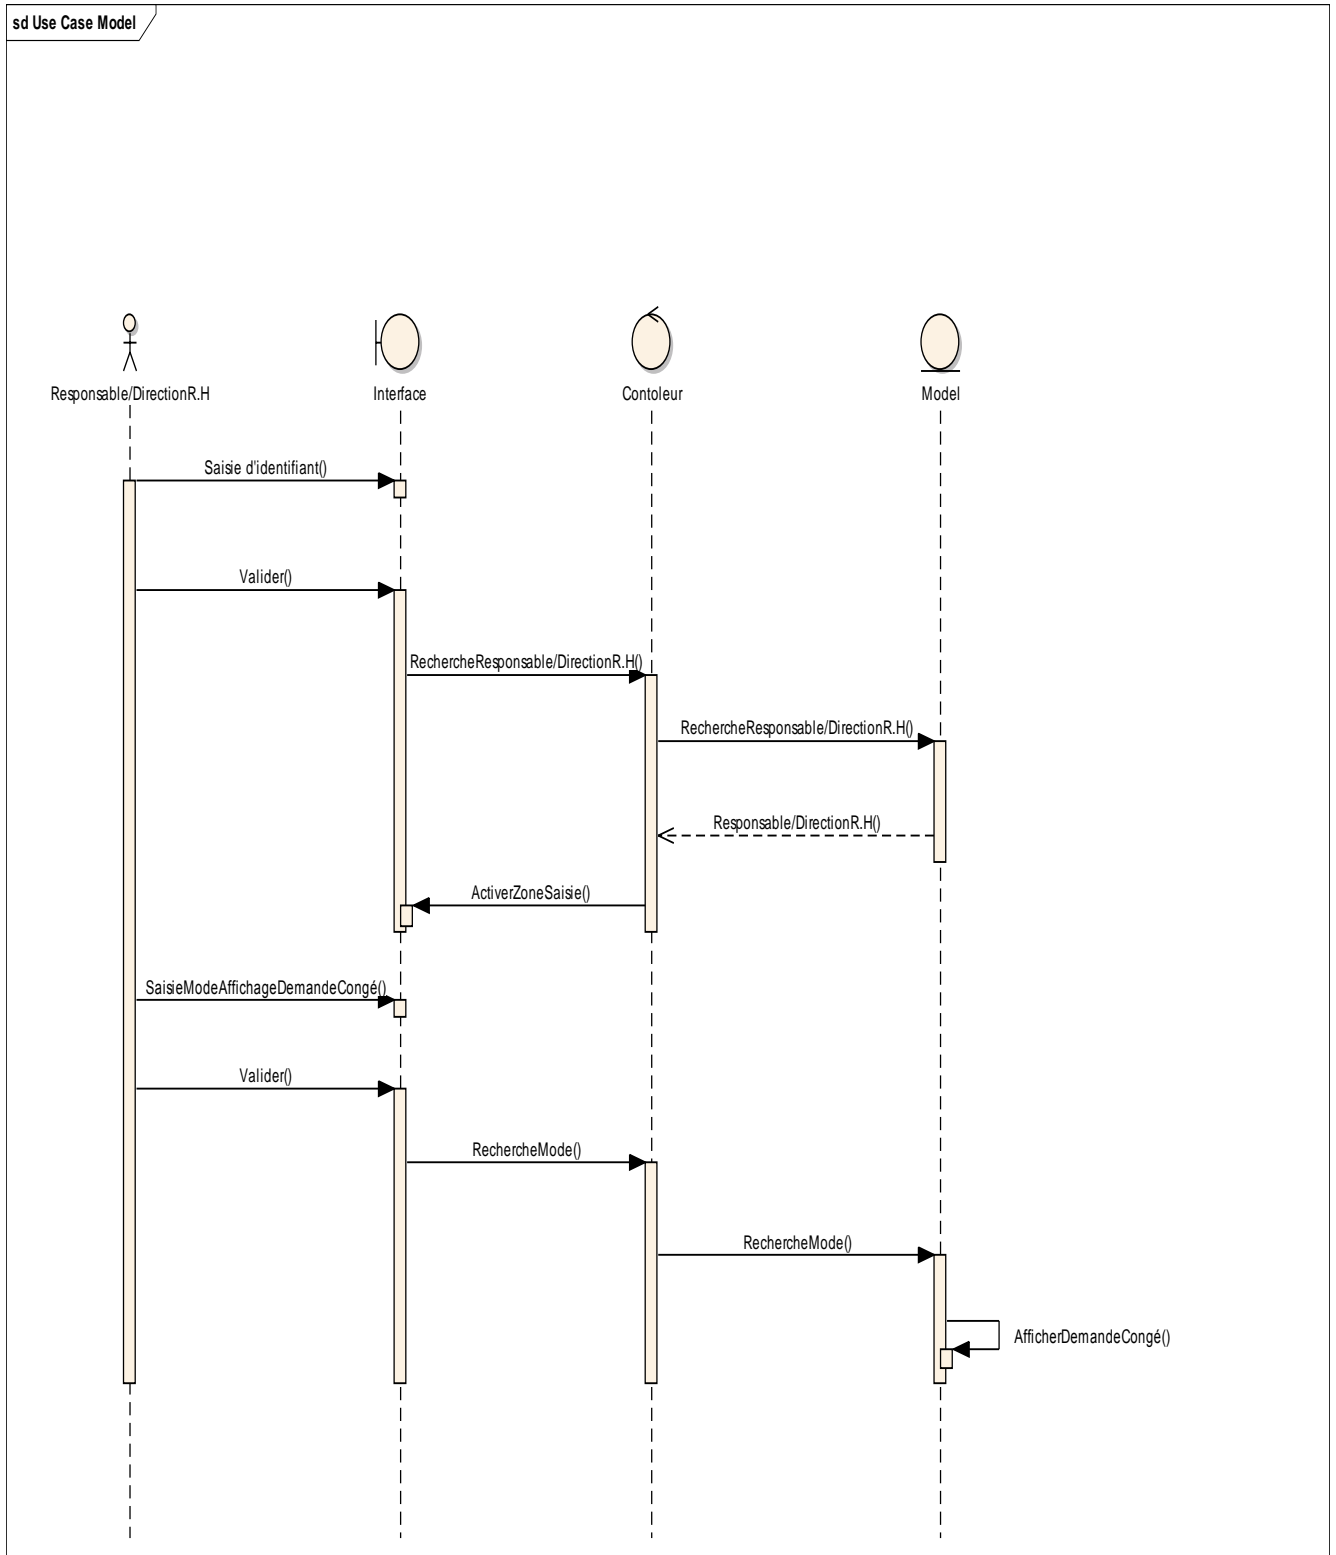 sd Use Case Model
Responsable/DirectionR.H
Interface
Contoleur
Model
Saisie d'identifiant()
Valider()
RechercheResponsable/DirectionR.H()
RechercheResponsable/DirectionR.H()
Responsable/DirectionR.H()
ActiverZoneSaisie()
SaisieModeAffichageDemandeCongé()
Valider()
RechercheMode()
RechercheMode()
AfficherDemandeCongé()